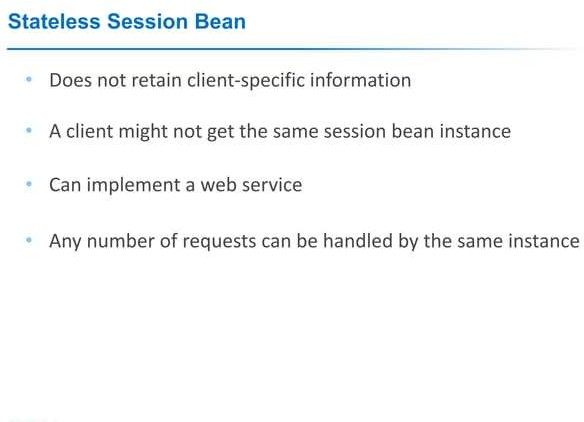 Stateless Session Bean
• Does not retain client-specific information
• A client might not get the same session bean instance
• Can implement a web service
• Any number of requests can be handled by the same instance